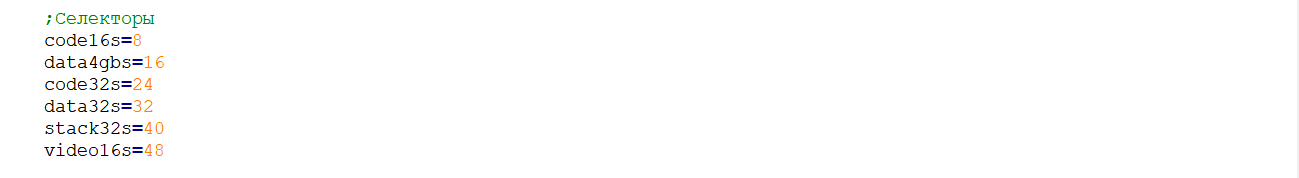 ;Селекторы
code16s=8
data4gbs=16
code32s=24
data32s=32
stack32s=40
video16s=48